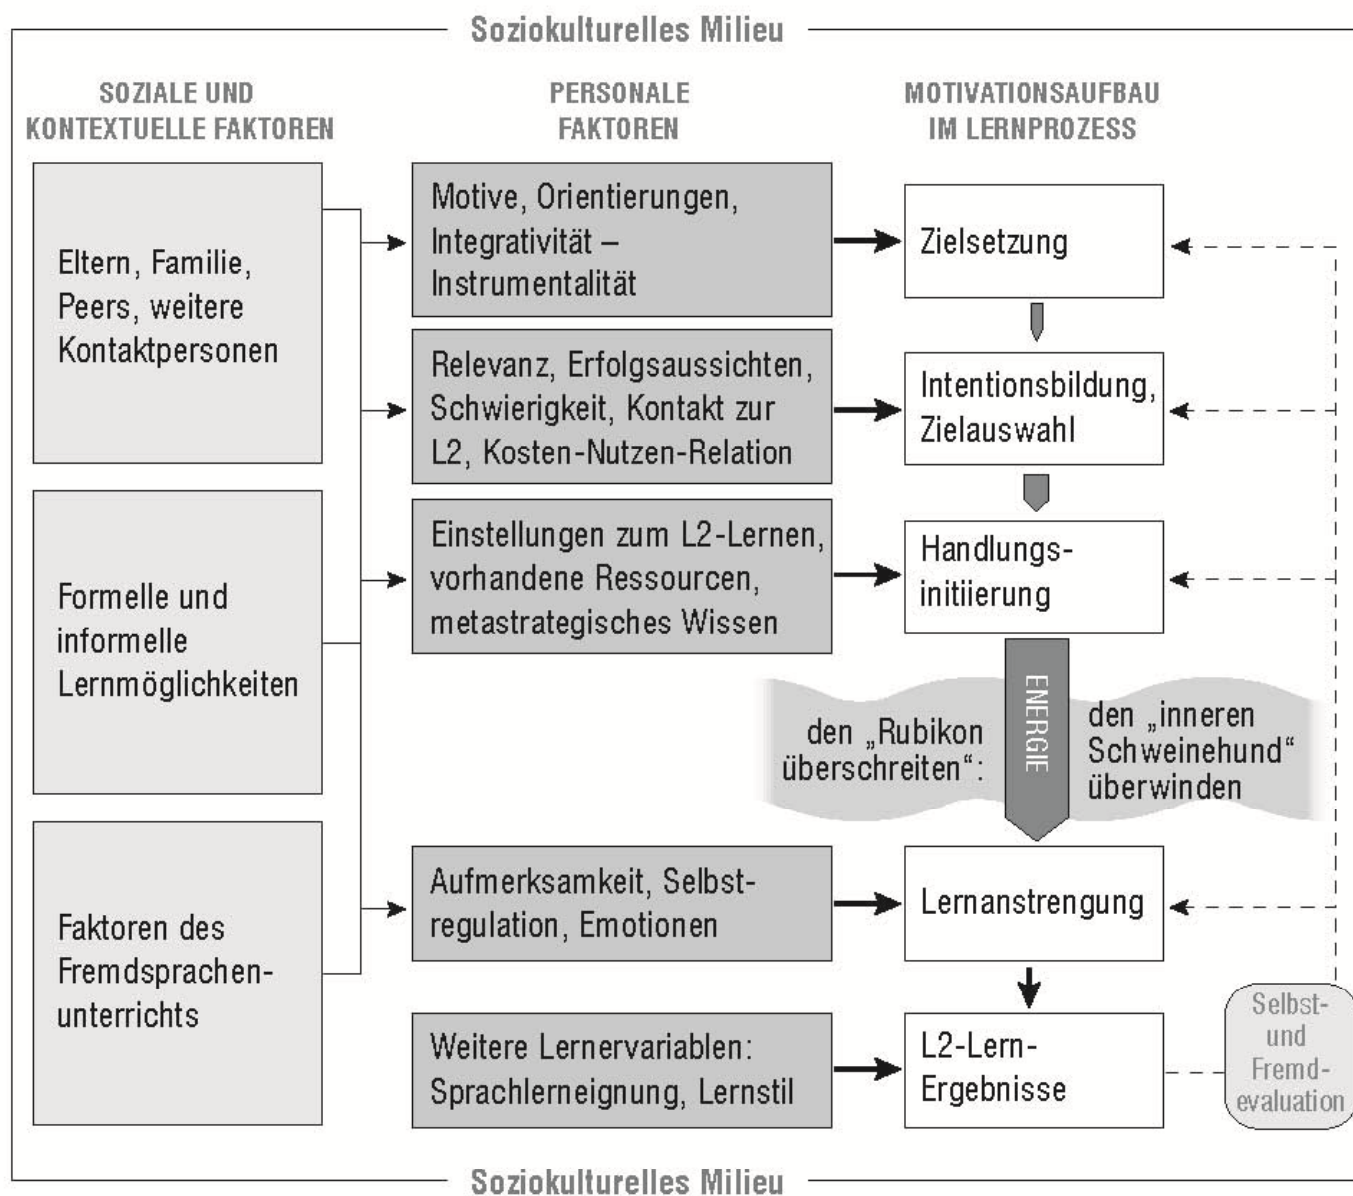 Soziokulturelles Milieu
SOZIALE UND
KONTEXTUELLE FAKTOREN
PERSONALE
FAKTOREN
MOTIVATIONSAUFBAU
IM LERNPROZESS
Eltern, Familie,
Peers, weitere
Kontaktpersonen
Formelle und
informelle
Lernmöglichkeiten
Faktoren des
Fremdsprachen-
unterrichts
Motive, Orientierungen,
Integrativität –
Instrumentalität
Relevanz, Erfolgsaussichten,
Schwierigkeit, Kontakt zur
L2, Kosten-Nutzen-Relation
Einstellungen zum L2-Lernen,
vorhandene Ressourcen,
metastrategisches Wissen
Aufmerksamkeit, Selbst-
regulation, Emotionen
Weitere Lernervariablen:
Sprachlerneignung, Lernstil
Zielsetzung
Intentionsbildung,
Zielauswahl
Handlungs-
initiierung
den „Rubikon
überschreiten“:
ENERGIE
den „inneren
Schweinehund“
überwinden
Lernanstrengung
L2-Lern-
Ergebnisse
Selbst-
und
Fremd-
evaluation
Soziokulturelles Milieu